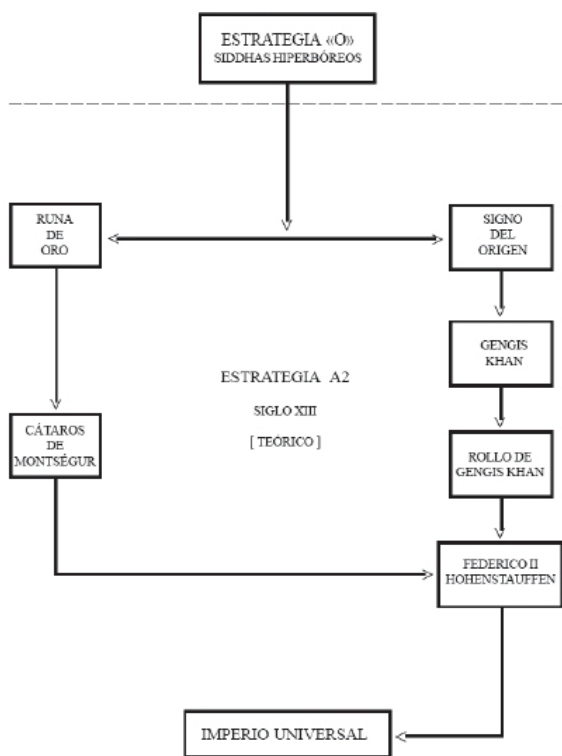 ESTRATEGIA «O»
SIDDHAS HIPERBÓREOS
RUNA
DE
ORO
SIGNO
DEL
ORIGEN
GENGIS
KHAN
ESTRATEGIA A2
SIGLO XIII
[ TEÓRICO ]
CÁTAROS
DE
MONTSÉGUR
ROLLO DE
GENGIS KHAN
FEDERICO II
HOHENSTAUFFEN
IMPERIO UNIVERSAL